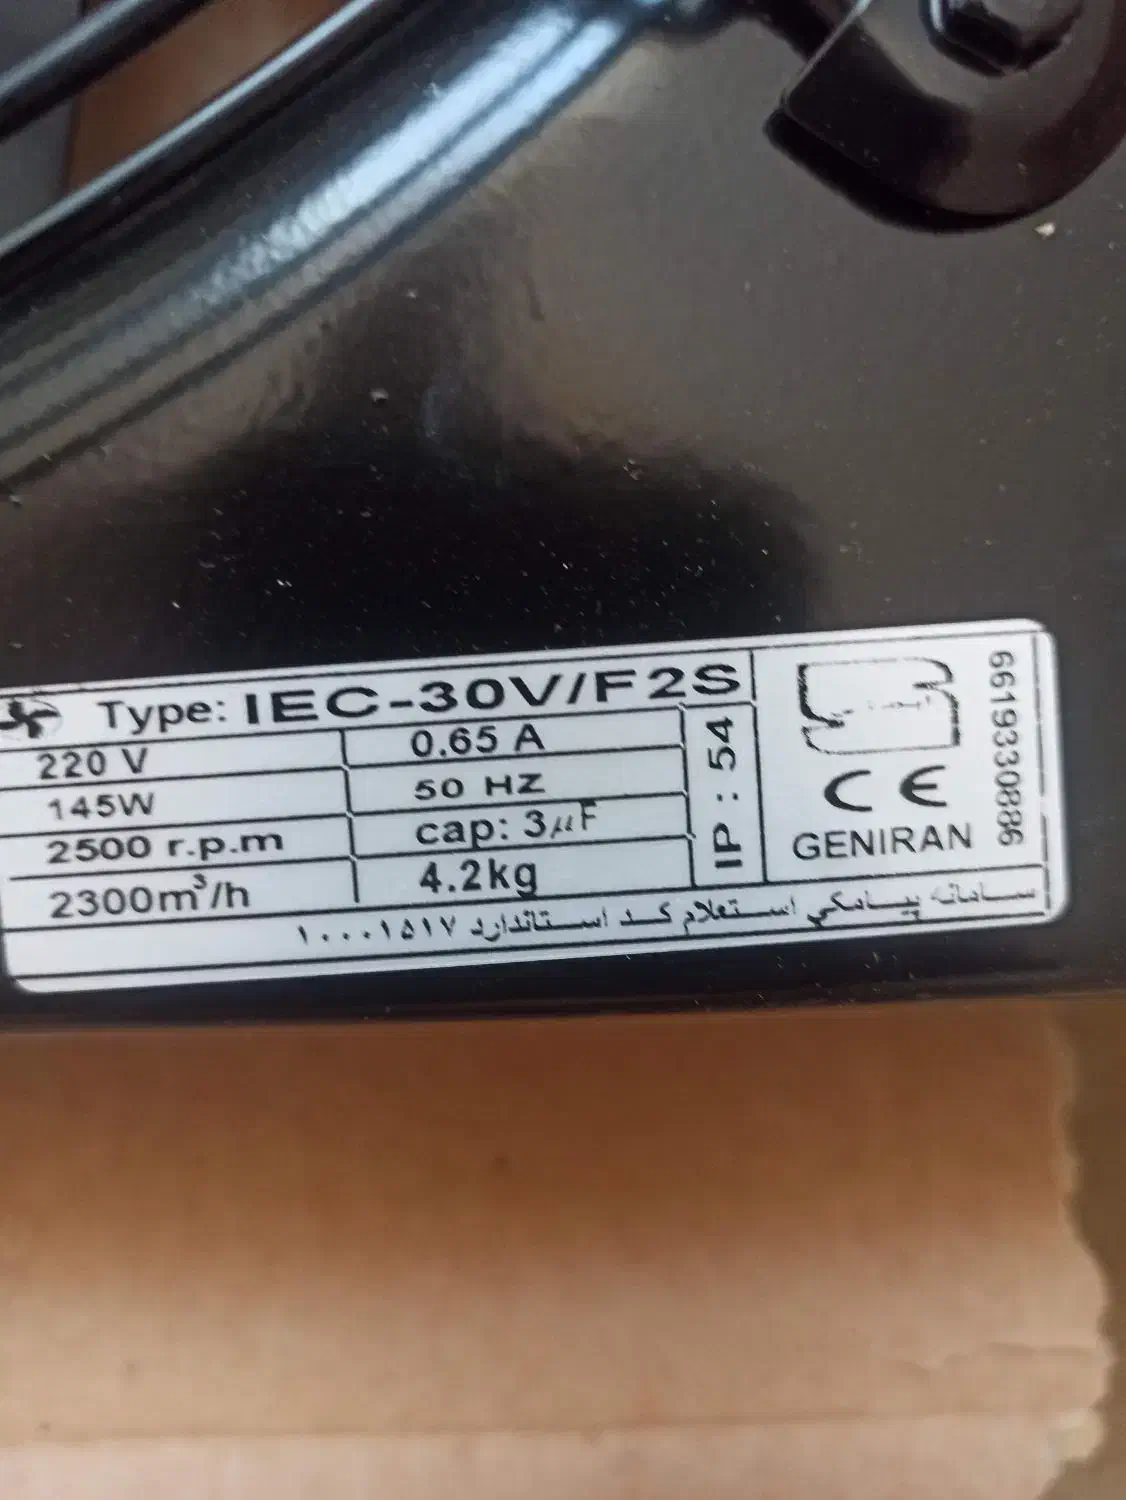 Type: IEC-30V/F2S
220 V 0.65 A
145W 50 HZ
2500 r.p.m cap: 3µF
2300m³/h 4.2kg
IP : 54
CE
GENIRAN
6619330886
سامانه پیامکی استعلام کد استاندارد ۱۰۰۰۱۵۱۷